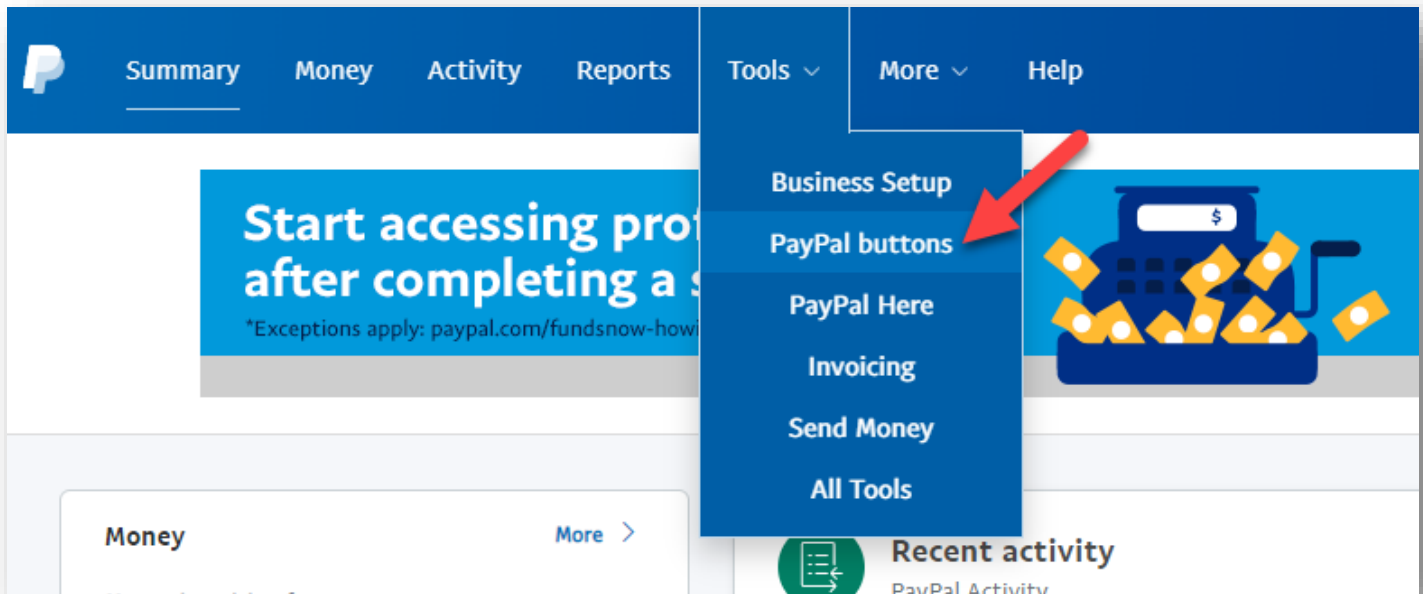 Summary Money Activity Reports Tools More Help
Business Setup
PayPal buttons
PayPal Here
Invoicing
Send Money
All Tools
Start accessing
after completing a
*Exceptions apply: paypal.com/fundsnow-howi
$
Money More
Recent activity
PayPal Activity